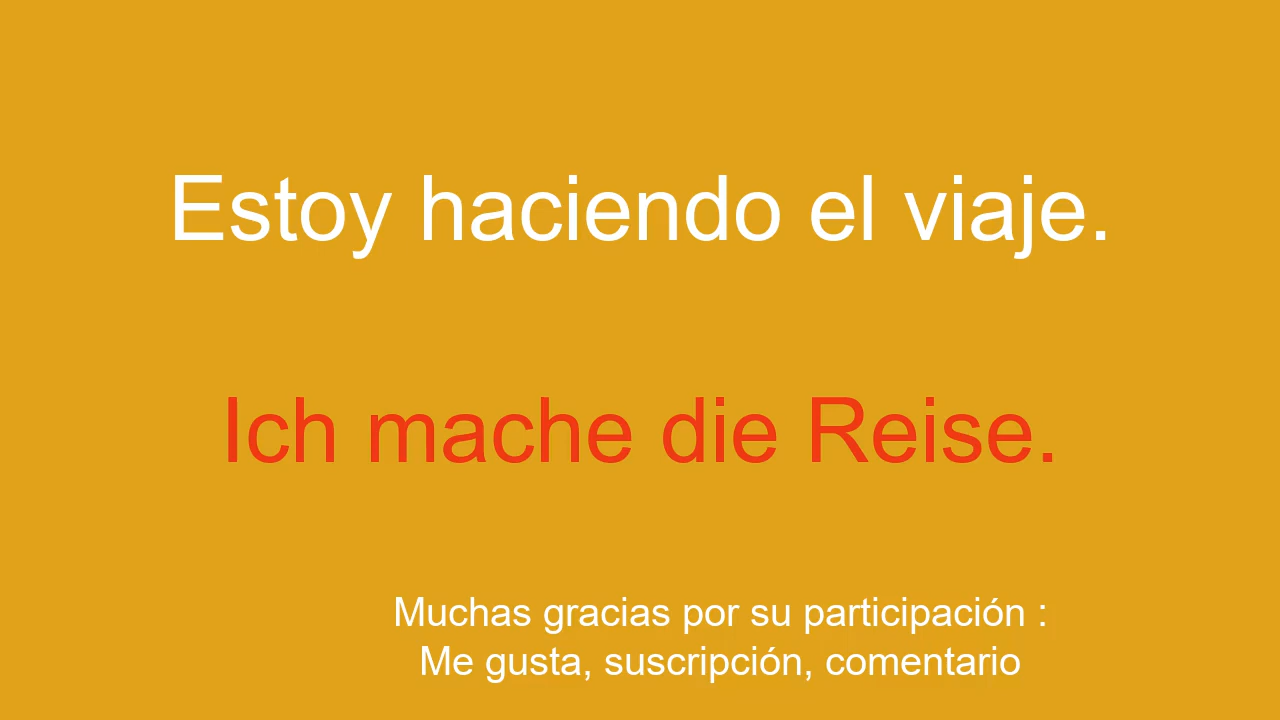 Estoy haciendo el viaje.
Ich mache die Reise.
Muchas gracias por su participación :
Me gusta, suscripción, comentario